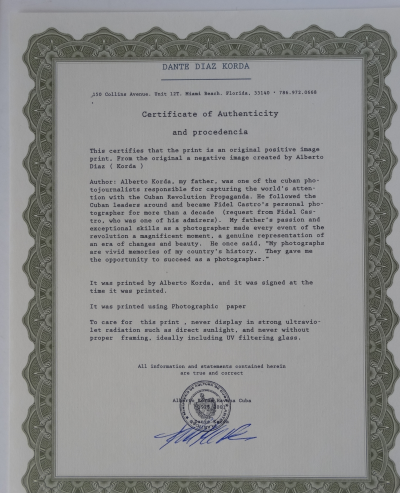 DANTE DIAZ KORDA
Collins Avenue, Unit 12T, Miami Beach, Florida, 33140 * 786.972.0668
Certificate of Authenticity
and procedencia
This certifies that the print is an original positive image
print. From the original a negative image created by Alberto
Diaz ( Korda )
Author: Alberto Korda, my father, was one of the cuban pho-
tojournalists responsible for capturing the world's atten-
tion with the Cuban Revolution Propaganda. He followed the
Cuban leaders around and became Fidel Castro's personal pho-
tographer for more than a decade (request from Fidel Cas-
tro, who was one of his admirers). My father's passion and
exceptional skills as a photographer made every event of the
revolution a magnificent moment, a genuine representation of
an era of changes and beauty. He once said, "My photographs
are vivid memories of my country's history. They gave me
the opportunity to succeed as a photographer."
It was printed by Alberto Korda, and it was signed at the
time it was printed.
It was printed using Photographic paper
To care for this print , never display in strong ultravio-
let radiation such as direct sunlight, and never without
proper framing, ideally including UV filtering glass.
All information and statements contained herein
are true and correct
Alberto Korda Havana Cuba